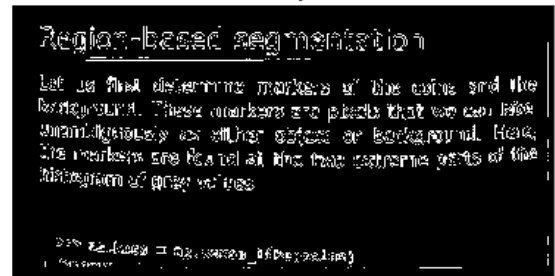 Region-based segmentation
Let us first determine markers of the coins and the
background. These markers are pixels that we can label
unambiguously as either object or background. Here,
the markers are found at the two extreme parts of the
histogram of grey values
>>>